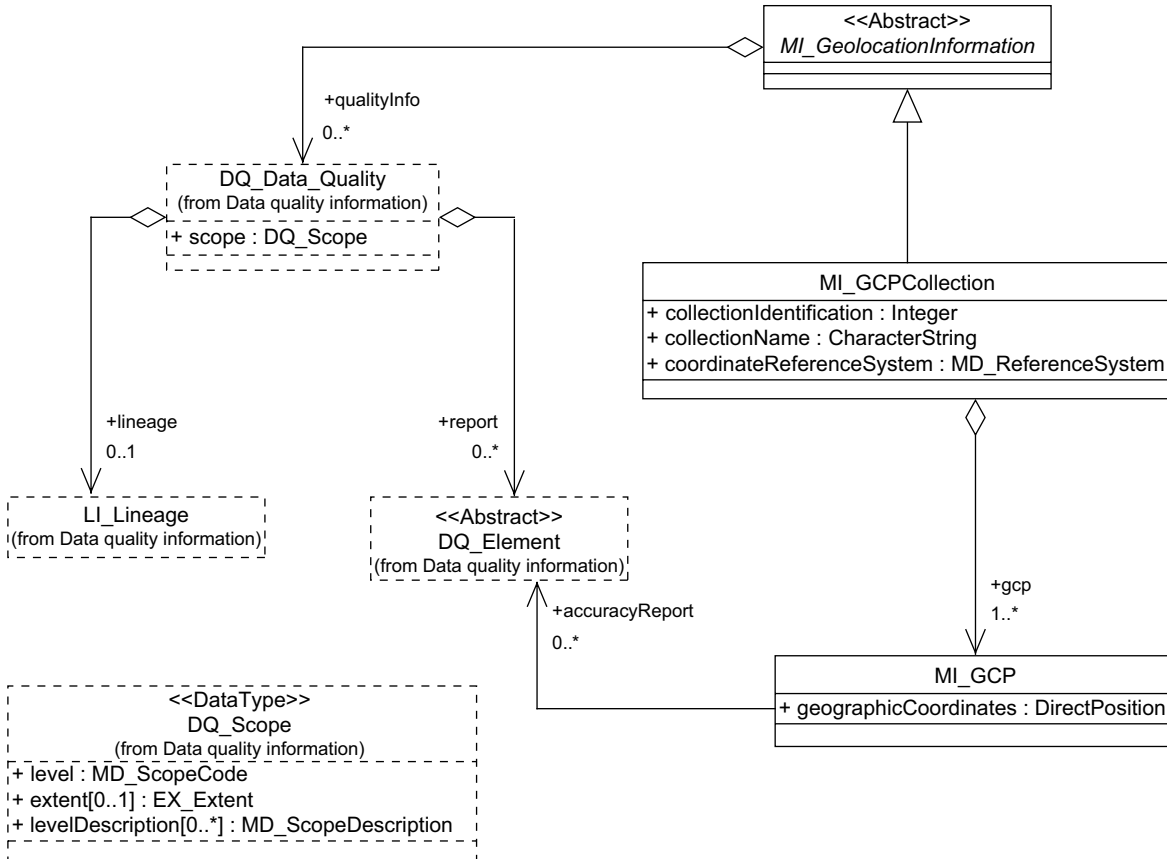 <<Abstract>>
MI_GeolocationInformation
+qualityInfo
0..*
DQ_Data_Quality
(from Data quality information)
+ scope : DQ_Scope
MI_GCPCollection
+ collectionIdentification : Integer
+ collectionName : CharacterString
+ coordinateReferenceSystem : MD_ReferenceSystem
+lineage
0..1
+report
0..*
LI_Lineage
(from Data quality information)
<<Abstract>>
DQ_Element
(from Data quality information)
+accuracyReport
0..*
+gcp
1..*
MI_GCP
+ geographicCoordinates : DirectPosition
<<DataType>>
DQ_Scope
(from Data quality information)
+ level : MD_ScopeCode
+ extent[0..1] : EX_Extent
+ levelDescription[0..*] : MD_ScopeDescription